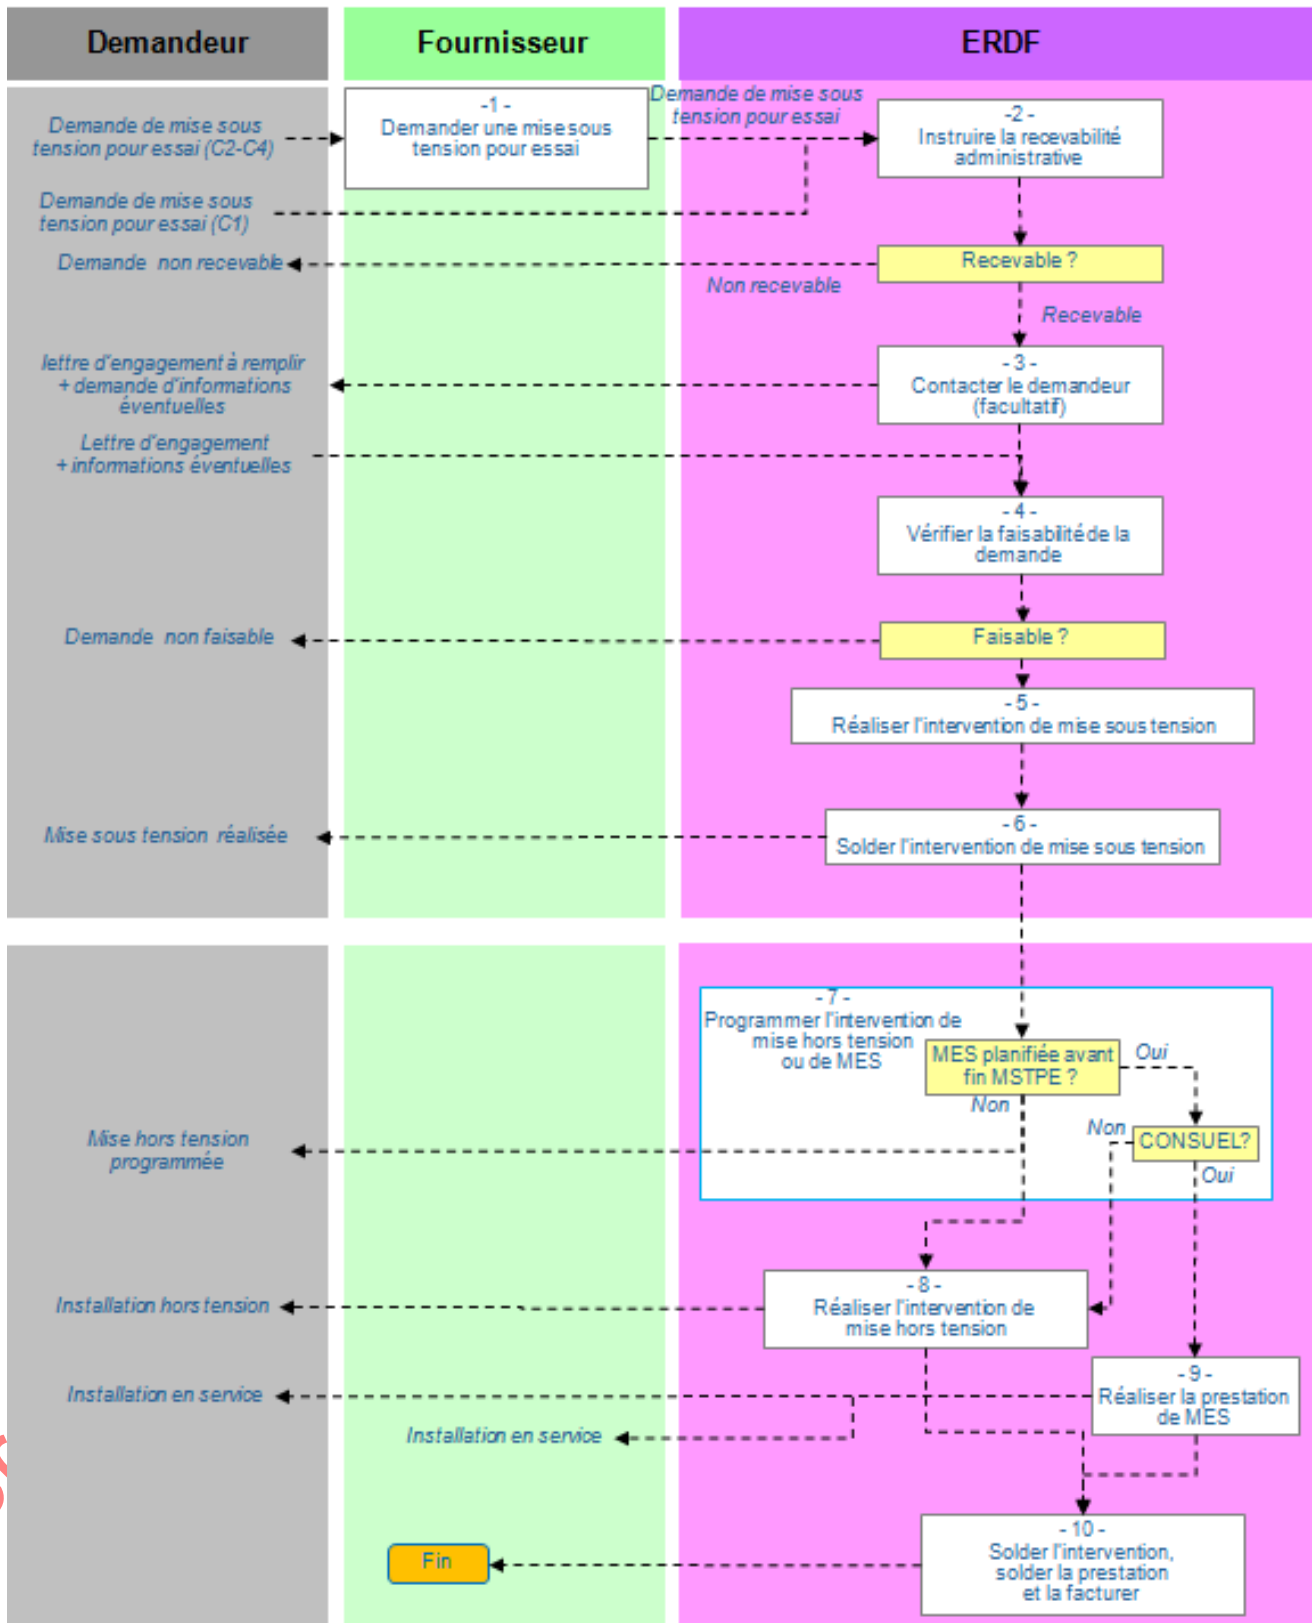 Demandeur
Fournisseur
ERDF
Demande de mise sous
tension pour essai (C2-C4)
-1 -
Demander une mise sous
tension pour essai
Demande de mise sous
tension pour essai
-2 -
Instruire la recevabilité
administrative
Demande de mise sous
tension pour essai (C1)
Demande non recevable
Non recevable
Recevable ?
Recevable
lettre d'engagement à remplir
+ demande d'informations
éventuelles
- 3 -
Contacter le demandeur
(facultatif)
Lettre d'engagement
+ informations éventuelles
- 4 -
Vérifier la faisabilité de la
demande
Demande non faisable
Faisable ?
- 5 -
Réaliser l'intervention de mise sous tension
Mise sous tension réalisée
- 6 -
Solder l'intervention de mise sous tension
- 7 -
Programmer l'intervention de
mise hors tension
ou de MES
MES planifiée avant
fin MSTPE ?
Oui
Non
Non
CONSUEL?
Oui
Mise hors tension
programmée
Installation hors tension
- 8 -
Réaliser l'intervention de
mise hors tension
Installation en service
- 9 -
Réaliser la prestation
de MES
Installation en service
- 10 -
Solder l'intervention,
solder la prestation
et la facturer
Fin